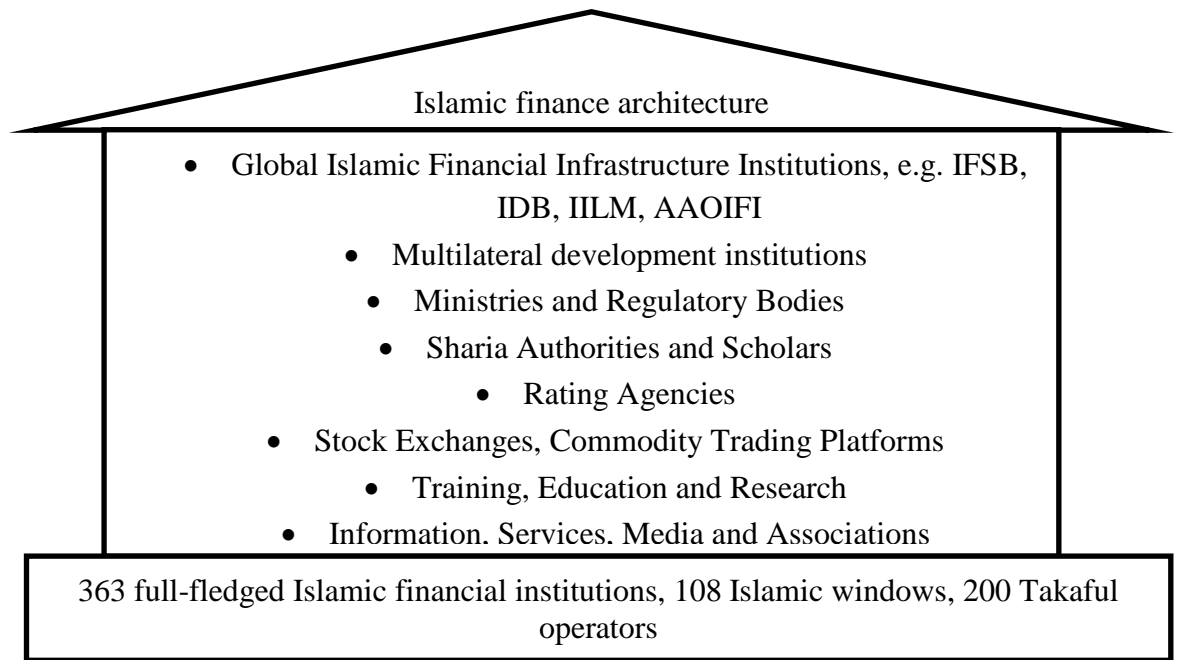 Islamic finance architecture
• Global Islamic Financial Infrastructure Institutions, e.g. IFSB,
IDB, IILM, AAOIFI
• Multilateral development institutions
• Ministries and Regulatory Bodies
• Sharia Authorities and Scholars
• Rating Agencies
• Stock Exchanges, Commodity Trading Platforms
• Training, Education and Research
• Information, Services, Media and Associations
363 full-fledged Islamic financial institutions, 108 Islamic windows, 200 Takaful
operators